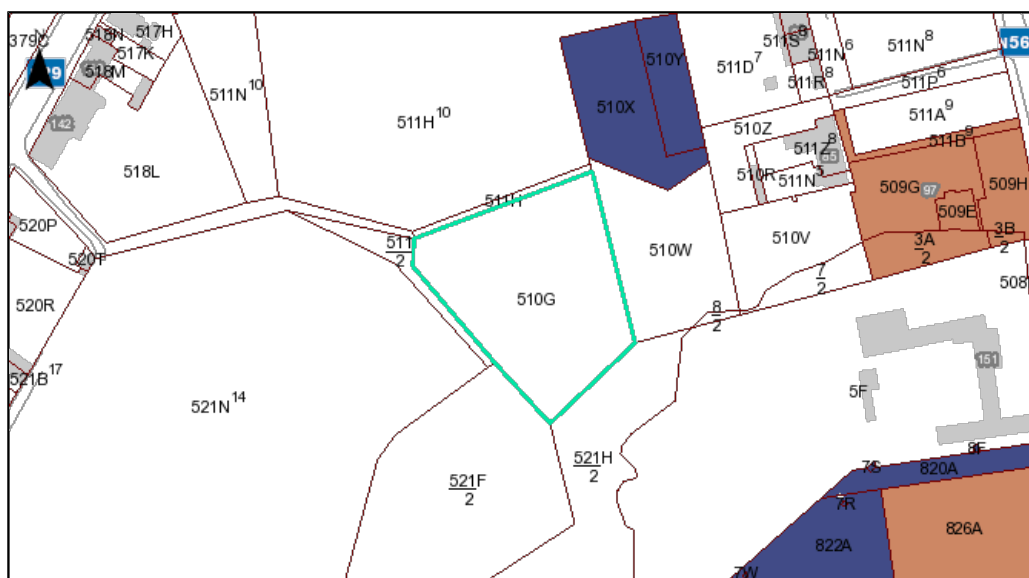 379C
N
518N
517H
517K
518M
142
511N10
518L
511H10
510Y
510X
511D7
511S8
511N6
511R8
511N8
N56
511P6
511A9
511B9
510Z
511Z8
65
510R
511N5
509G
97
509H
509E
520P
520T
520R
521B17
511H
511
2
510G
510W
510V
3A
2
3B
2
7
2
8
2
508
151
5F
521N14
521F
2
521H
2
8F
7S
820A
7R
822A
826A
7W